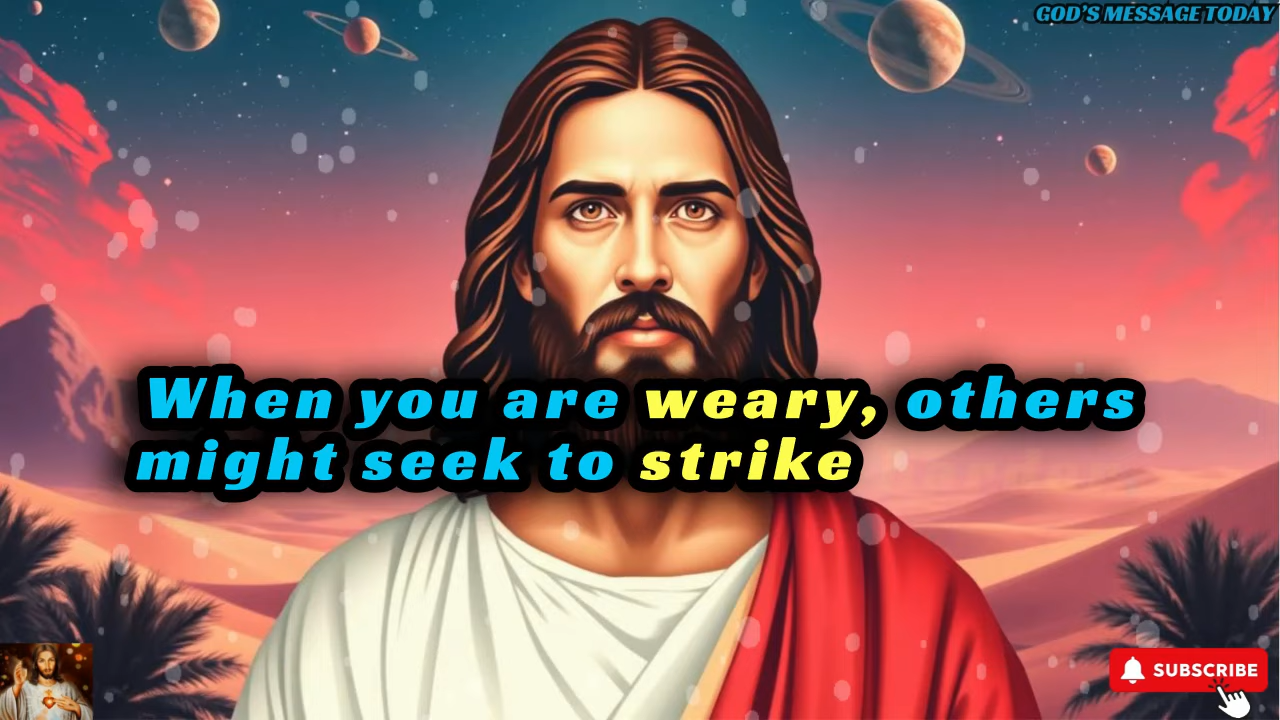 GOD'S MESSAGE TODAY
When you are weary, others
might seek to strike
SUBSCRIBE